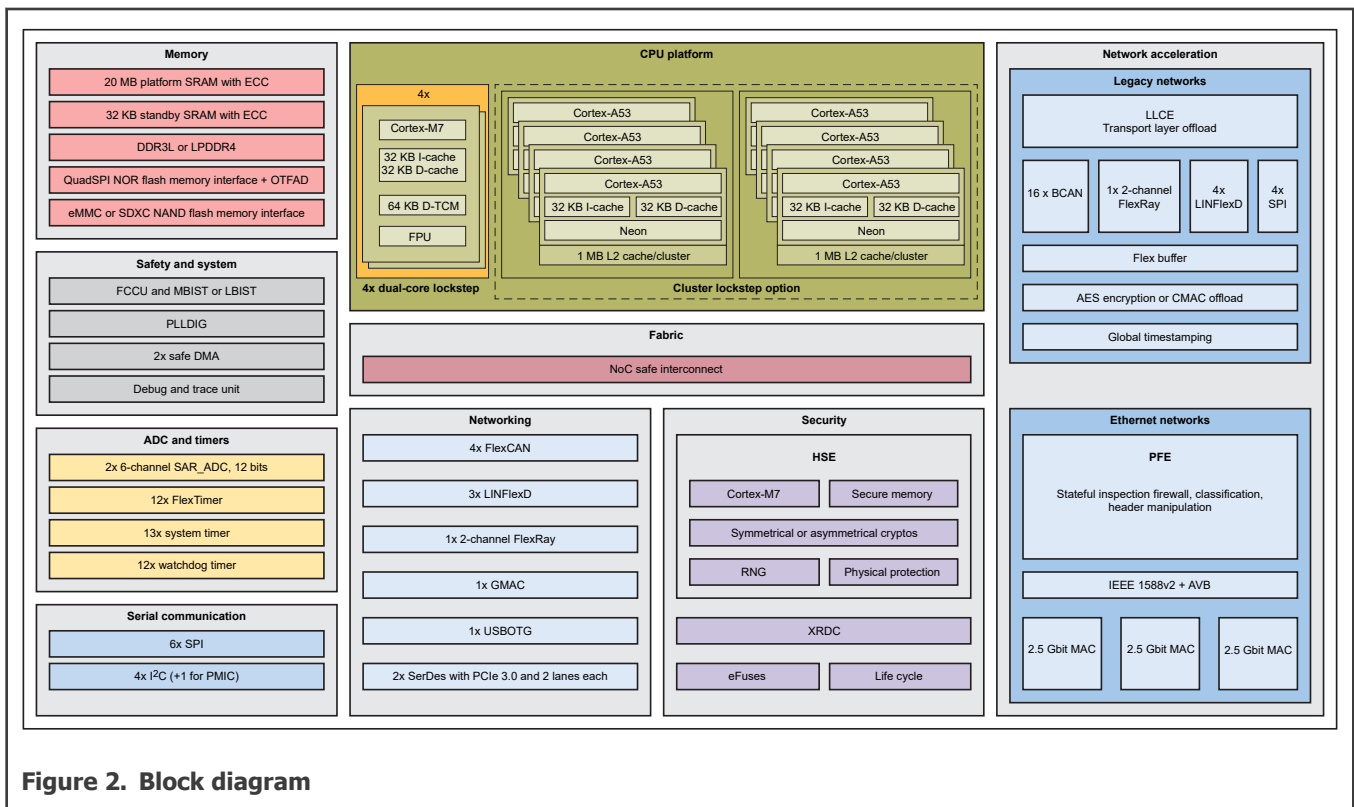 Memory
20 MB platform SRAM with ECC
32 KB standby SRAM with ECC
DDR3L or LPDDR4
QuadSPI NOR flash memory interface + OTFAD
eMMC or SDXC NAND flash memory interface
Safety and system
FCCU and MBIST or LBIST
PLLDIG
2x safe DMA
Debug and trace unit
ADC and timers
2x 6-channel SAR_ADC, 12 bits
12x FlexTimer
13x system timer
12x watchdog timer
Serial communication
6x SPI
4x I2C (+1 for PMIC)
CPU platform
4x
Cortex-M7
32 KB I-cache
32 KB D-cache
64 KB D-TCM
FPU
4x dual-core lockstep
Cortex-A53
Cortex-A53
Cortex-A53
Cortex-A53
32 KB I-cache 32 KB D-cache
Neon
1 MB L2 cache/cluster
Cortex-A53
Cortex-A53
Cortex-A53
Cortex-A53
32 KB I-cache 32 KB D-cache
Neon
1 MB L2 cache/cluster
Cluster lockstep option
Fabric
NoC safe interconnect
Networking
4x FlexCAN
3x LINFlexD
1x 2-channel FlexRay
1x GMAC
1x USBOTG
2x SerDes with PCIe 3.0 and 2 lanes each
Security
HSE
Cortex-M7 Secure memory
Symmetrical or asymmetrical cryptos
RNG Physical protection
XRDC
eFuses Life cycle
Network acceleration
Legacy networks
LLCE
Transport layer offload
16 x BCAN
1x 2-channel
FlexRay
4x
LINFlexD
4x
SPI
Flex buffer
AES encryption or CMAC offload
Global timestamping
Ethernet networks
PFE
Stateful inspection firewall, classification,
header manipulation
IEEE 1588v2 + AVB
2.5 Gbit MAC 2.5 Gbit MAC 2.5 Gbit MAC
Figure 2. Block diagram